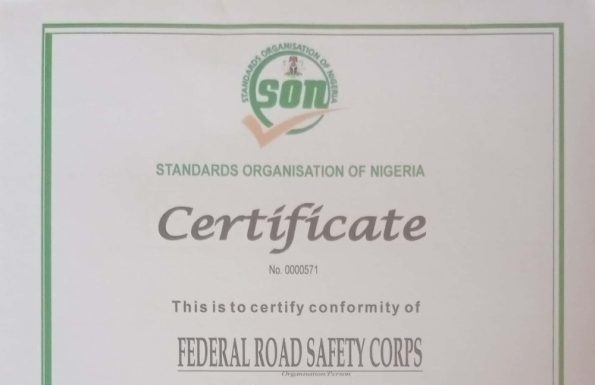 STANDARDS ORGANISATION OF NIGERIA
SON
STANDARDS ORGANISATION OF NIGERIA
Certificate
No. 0000571
This is to certify conformity of
FEDERAL ROAD SAFETY CORPS
Organisation/Person